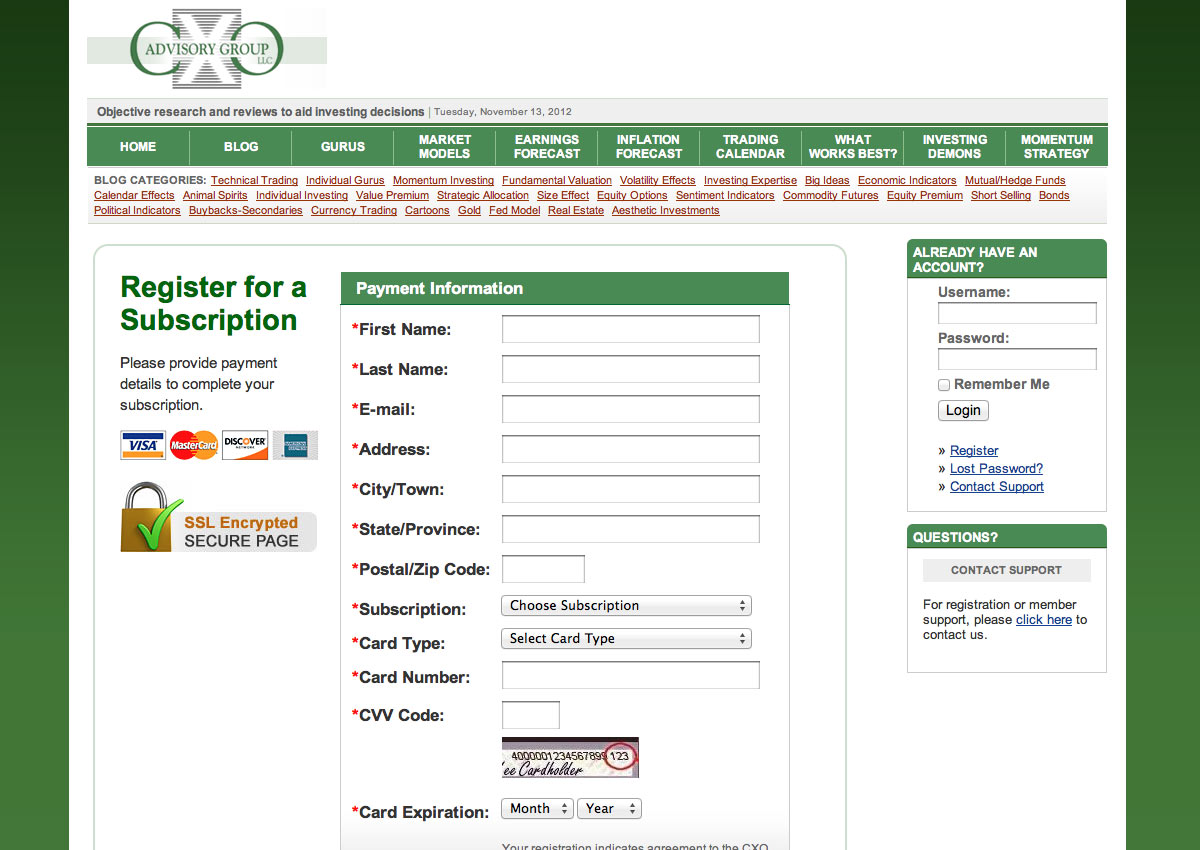 CXO
ADVISORY GROUP
LLC
Objective research and reviews to aid investing decisions | Tuesday, November 13, 2012
HOME
BLOG
GURUS
MARKET
MODELS
EARNINGS
FORECAST
INFLATION
FORECAST
TRADING
CALENDAR
WHAT
WORKS BEST?
INVESTING
DEMONS
MOMENTUM
STRATEGY
BLOG CATEGORIES: Technical Trading Individual Gurus Momentum Investing Fundamental Valuation Volatility Effects Investing Expertise Big Ideas Economic Indicators Mutual/Hedge Funds
Calendar Effects Animal Spirits Individual Investing Value Premium Strategic Allocation Size Effect Equity Options Sentiment Indicators Commodity Futures Equity Premium Short Selling Bonds
Political Indicators Buybacks-Secondaries Currency Trading Cartoons Gold Fed Model Real Estate Aesthetic Investments
Register for a
Subscription
Please provide payment
details to complete your
subscription.
VISA MasterCard DISCOVER NETWORK AMERICAN EXPRESS
SSL Encrypted
SECURE PAGE
Payment Information
*First Name:
*Last Name:
*E-mail:
*Address:
*City/Town:
*State/Province:
*Postal/Zip Code:
*Subscription: Choose Subscription
*Card Type: Select Card Type
*Card Number:
*CVV Code:
4000001234567899 123
ee Cardholder
*Card Expiration: Month Year
Your registration indicates agreement to the CXO
ALREADY HAVE AN
ACCOUNT?
Username:
Password:
Remember Me
Login
» Register
» Lost Password?
» Contact Support
QUESTIONS?
CONTACT SUPPORT
For registration or member
support, please click here to
contact us.